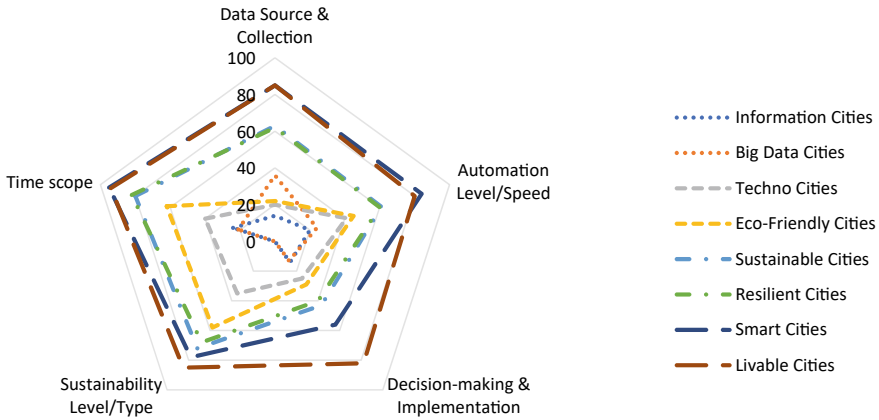 Data Source &
Collection
100
80
60
40
20
0
Automation
Level/Speed
Decision-making &
Implementation
Sustainability
Level/Type
Time scope
Information Cities
Big Data Cities
Techno Cities
Eco-Friendly Cities
Sustainable Cities
Resilient Cities
Smart Cities
Livable Cities